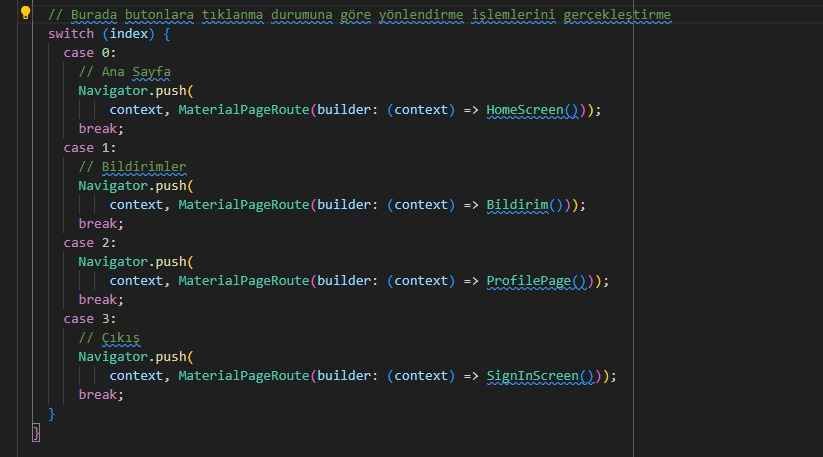 // Burada butonlara tıklanma durumuna göre yönlendirme işlemlerini gerçekleştirme
switch (index) {
case 0:
// Ana Sayfa
Navigator.push(
context, MaterialPageRoute(builder: (context) => HomeScreen()));
break;
case 1:
// Bildirimler
Navigator.push(
context, MaterialPageRoute(builder: (context) => Bildirim()));
break;
case 2:
Navigator.push(
context, MaterialPageRoute(builder: (context) => ProfilePage()));
break;
case 3:
// Çıkış
Navigator.push(
context, MaterialPageRoute(builder: (context) => SignInScreen()));
break;
}
}